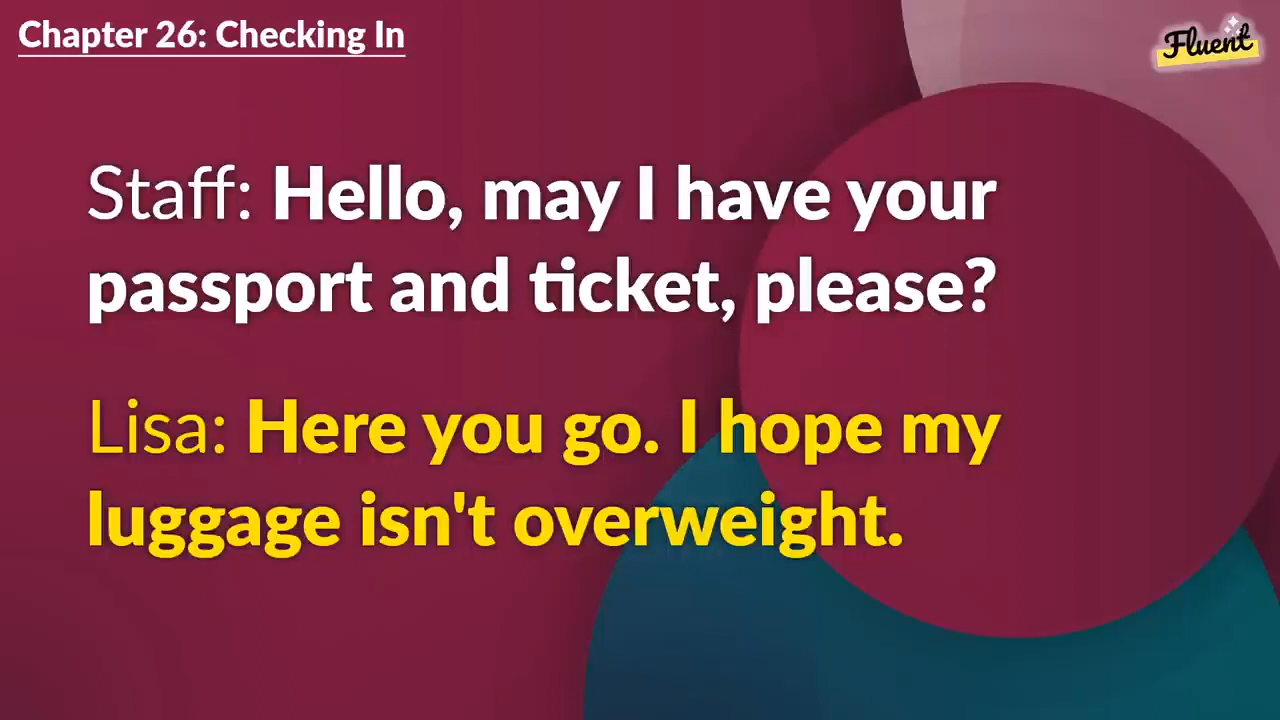 Chapter 26: Checking In
Fluent
Staff: Hello, may I have your
passport and ticket, please?
Lisa: Here you go. I hope my
luggage isn't overweight.